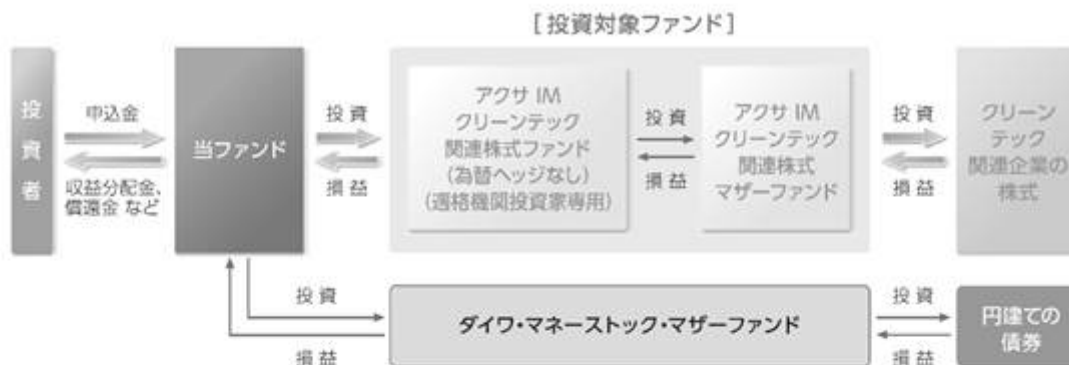 [投資対象ファンド]
投資者
申込金
収益分配金、
償還金 など
当ファンド
投資
損益
アクサ IM
クリーンテック
関連株式ファンド
(為替ヘッジなし)
(適格機関投資家専用)
投資
損益
アクサ IM
クリーンテック
関連株式
マザーファンド
投資
損益
クリーン
テック
関連企業の
株式
投資
損益
ダイワ・マネーストック・マザーファンド
投資
損益
円建ての
債券